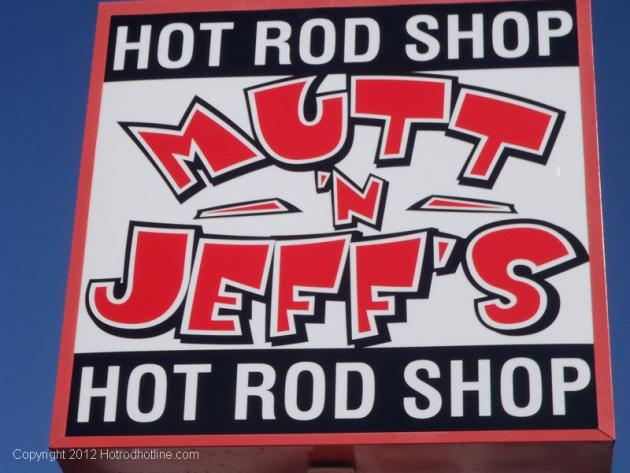 HOT ROD SHOP
MUTT
'N
JEFF'S
HOT ROD SHOP
Copyright 2012 Hotrodhotline.com